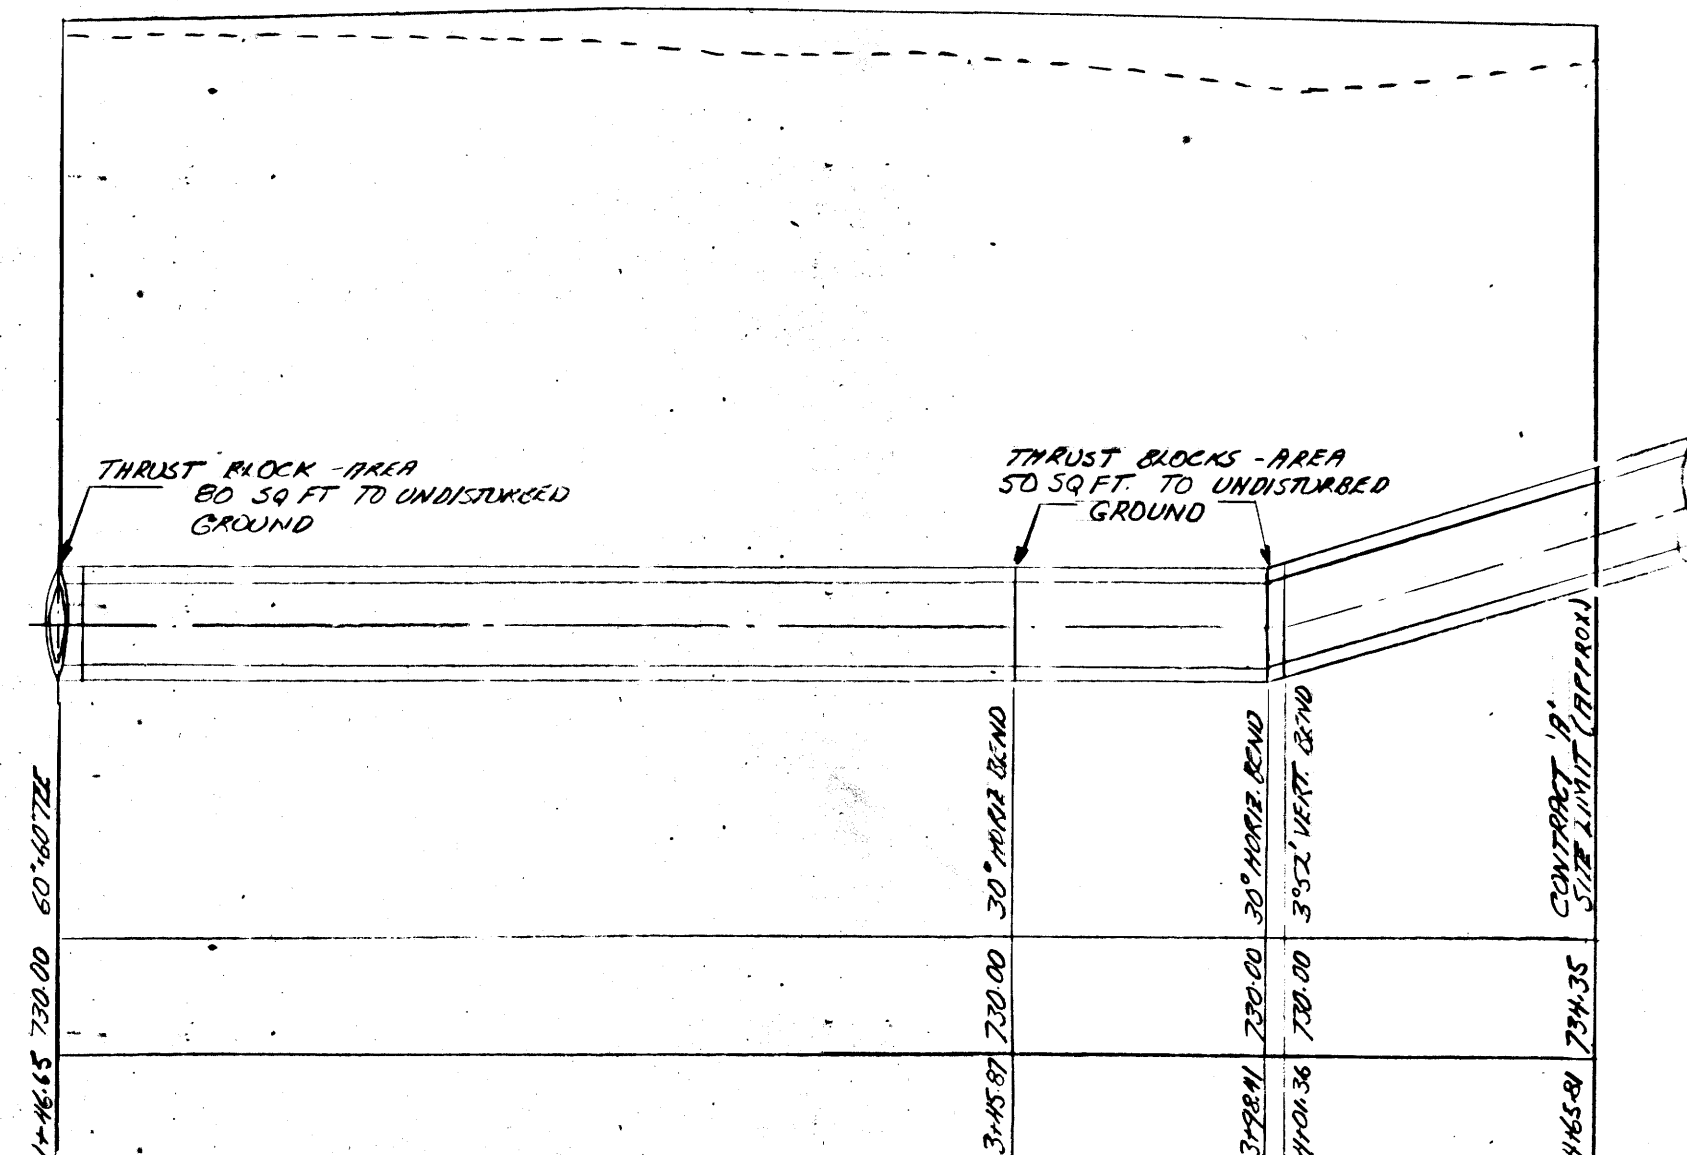 THRUST BLOCK - AREA
80 SQ FT TO UNDISTURBED
GROUND
THRUST BLOCKS - AREA
50 SQ FT. TO UNDISTURBED
GROUND
60"×60" TEE
30° HORIZ BEND
30° HORIZ. BEND
3°52' VERT. BEND
CONTRACT 'A'
SITE LIMIT (APPROX)
730.00
730.00
730.00
730.00
734.35
1+46.65
3+45.87
3+98.41
4+01.36
4+65.81